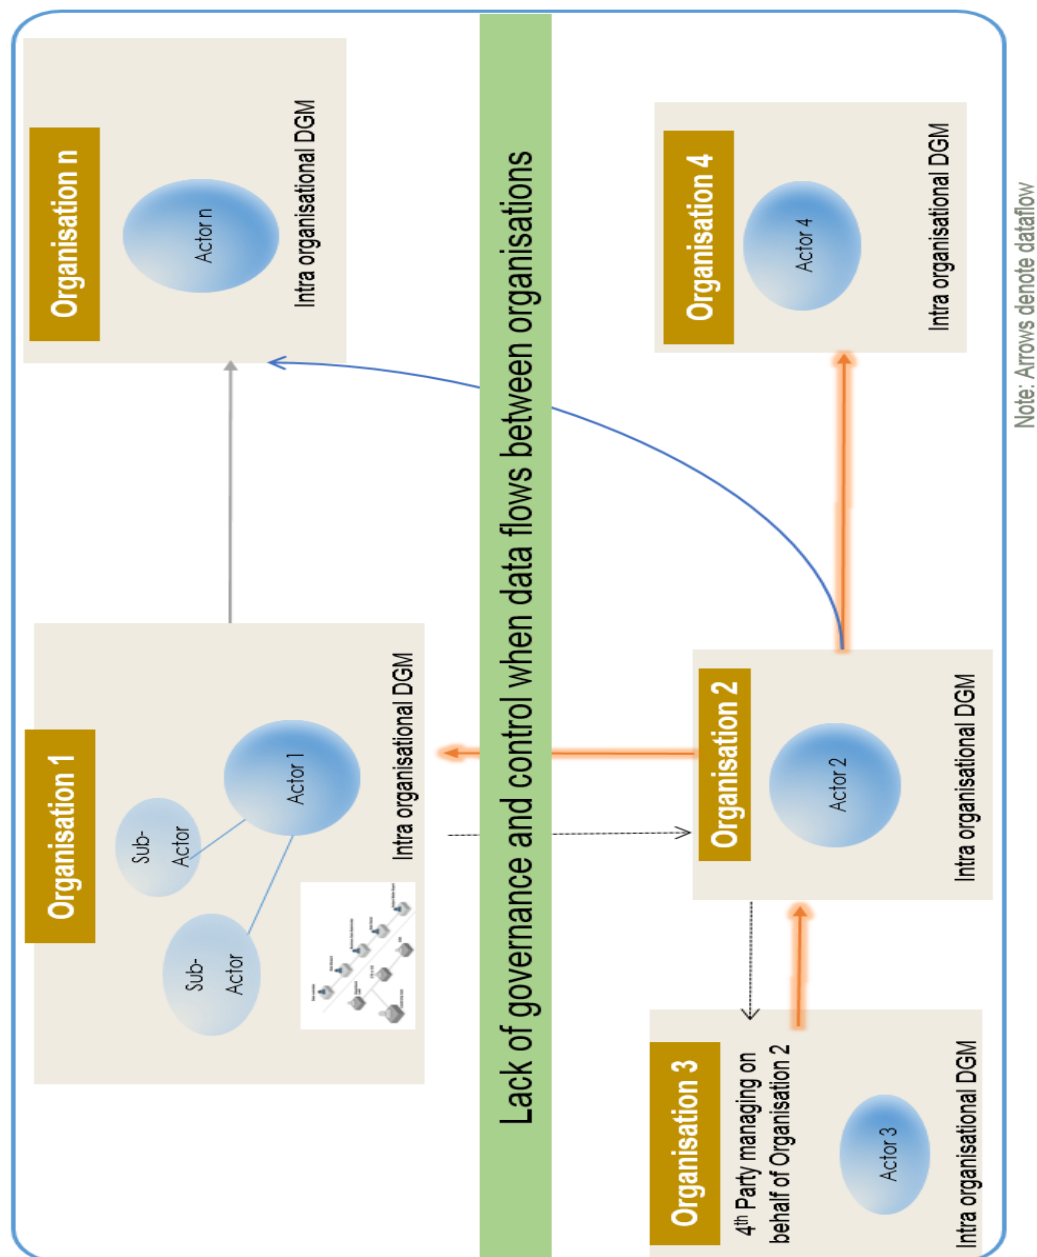 Organisation 1
Sub-
Actor
Sub-
Actor
Actor 1
Intra organisational DGM
Organisation n
Actor n
Intra organisational DGM
Lack of governance and control when data flows between organisations
Organisation 3
4th Party managing on
behalf of Organisation 2
Actor 3
Intra organisational DGM
Organisation 2
Actor 2
Intra organisational DGM
Organisation 4
Actor 4
Intra organisational DGM
Note: Arrows denote dataflow